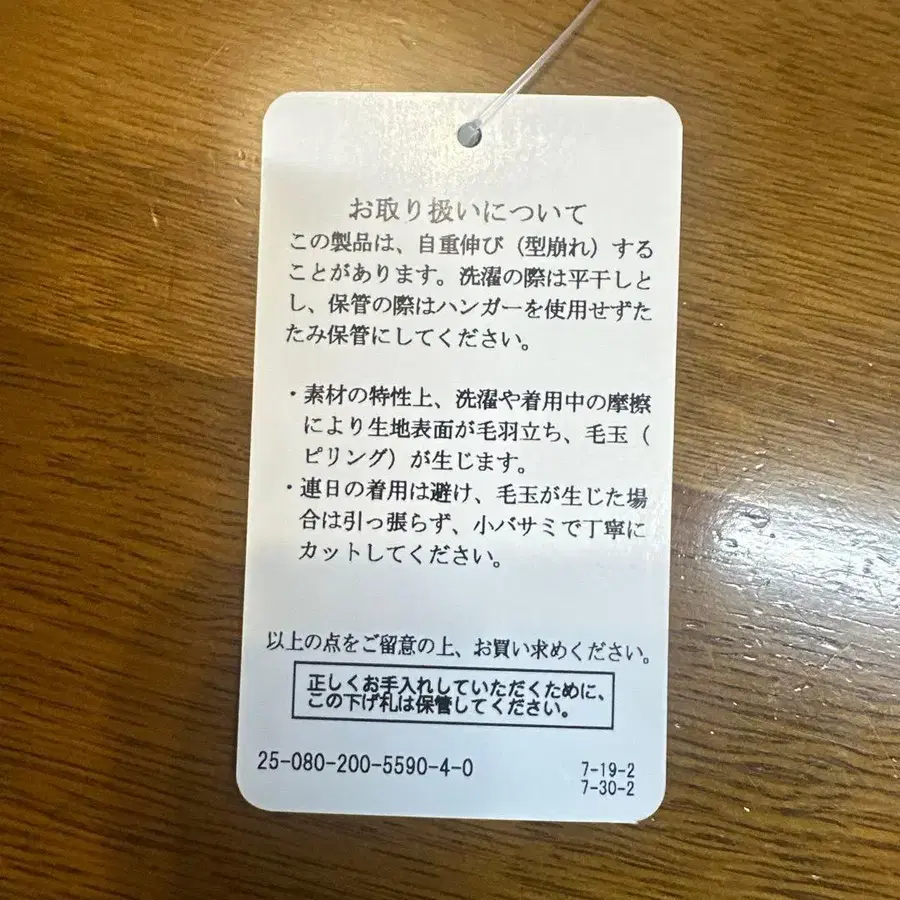 お取り扱いについて
この製品は、自重伸び（型崩れ）する
ことがあります。洗濯の際は平干しと
し、保管の際はハンガーを使用せずた
たみ保管にしてください。
・素材の特性上、洗濯や着用中の摩擦
により生地表面が毛羽立ち、毛玉（
ピリング）が生じます。
・連日の着用は避け、毛玉が生じた場
合は引っ張らず、小バサミで丁寧に
カットしてください。
以上の点をご留意の上、お買い求めください。
正しくお手入れしていただくために、
この下げ札は保管してください。
25-080-200-5590-4-0
7-19-2
7-30-2